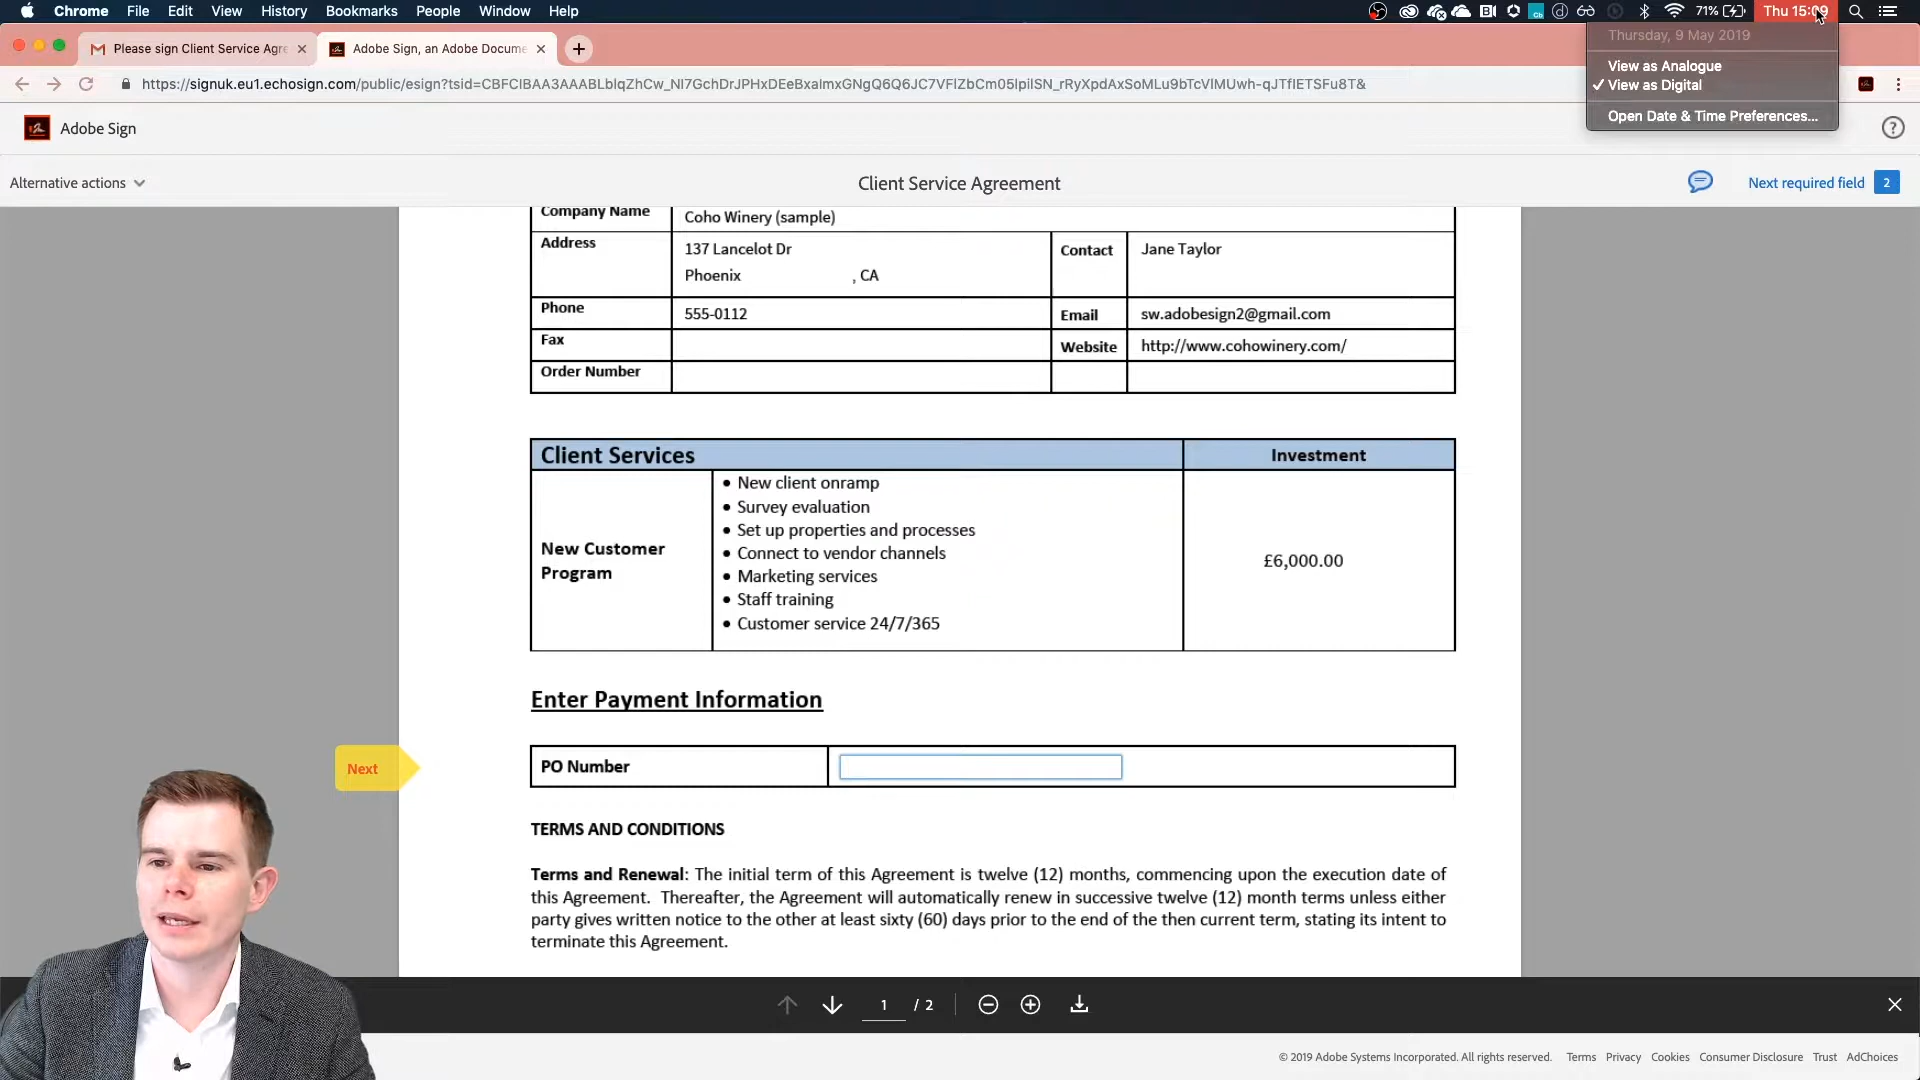 Chrome File Edit View History Bookmarks People Window Help 71% Thu 15:09
Thursday, 9 May 2019
View as Analogue
✓ View as Digital
Open Date & Time Preferences...
Please sign Client Service Agre
Adobe Sign, an Adobe Docume
Adobe Sign
Alternative actions
Client Service Agreement
Next required field 2
Company Name Coho Winery (sample)
Address 137 Lancelot Dr Contact Jane Taylor
Phoenix , CA
Phone 555-0112 Email sw.adobesign2@gmail.com
Fax Website http://www.cohowinery.com/
Order Number
Client Services Investment
New Customer Program
• New client onramp
• Survey evaluation
• Set up properties and processes
• Connect to vendor channels
• Marketing services
• Staff training
• Customer service 24/7/365
£6,000.00
Enter Payment Information
Next
PO Number
TERMS AND CONDITIONS
Terms and Renewal: The initial term of this Agreement is twelve (12) months, commencing upon the execution date of
this Agreement. Thereafter, the Agreement will automatically renew in successive twelve (12) month terms unless either
party gives written notice to the other at least sixty (60) days prior to the end of the then current term, stating its intent to
terminate this Agreement.
1 / 2
© 2019 Adobe Systems Incorporated. All rights reserved. Terms Privacy Cookies Consumer Disclosure Trust AdChoices